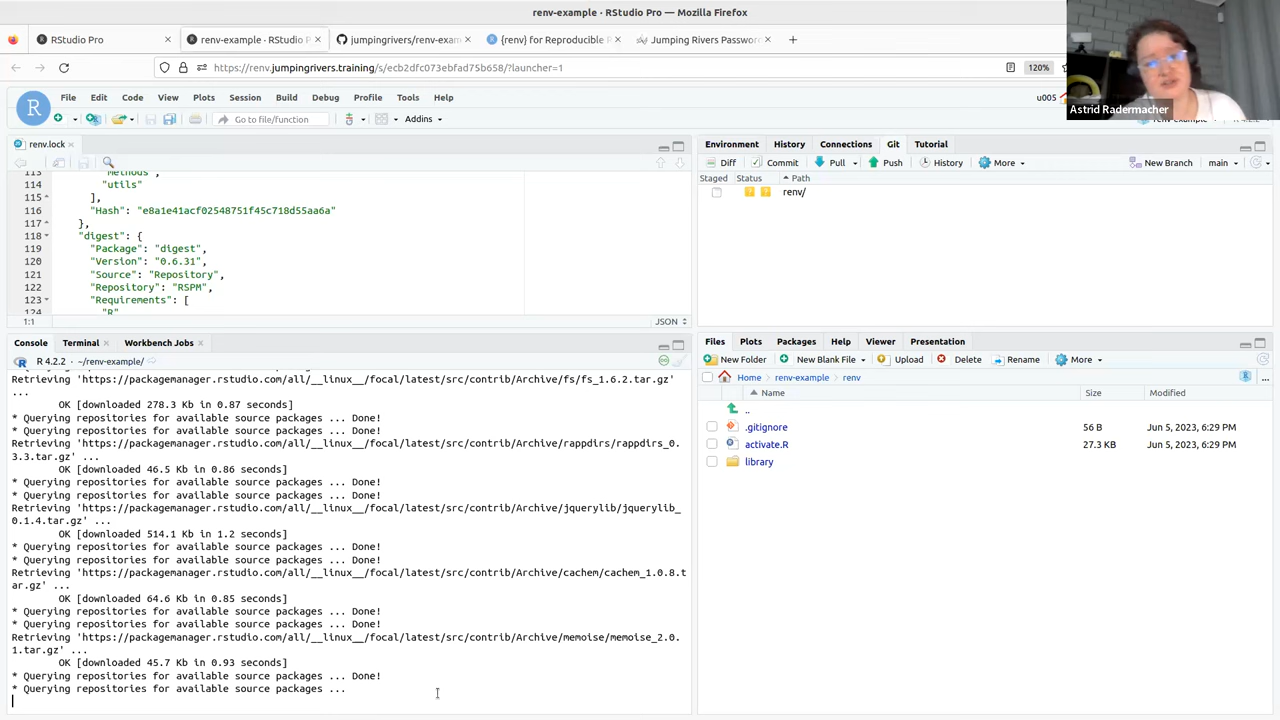 renv-example · RStudio Pro — Mozilla Firefox
RStudio Pro × renv-example · RStudio P × jumpingrivers/renv-exam × {renv} for Reproducible R × Jumping Rivers Passwor × +
https://renv.jumpingrivers.training/s/ecb2dfc073ebfad75b658/?launcher=1 120%
File Edit Code View Plots Session Build Debug Profile Tools Help u005
Go to file/function Addins
Astrid Radermacher
renv.lock ×
113 "Methods",
114 "utils"
115 ],
116 "Hash": "e8a1e41acf02548751f45c718d55aa6a"
117 },
118 "digest": {
119 "Package": "digest",
120 "Version": "0.6.31",
121 "Source": "Repository",
122 "Repository": "RSPM",
123 "Requirements": [
124 "R"
1:1 JSON
Environment History Connections Git Tutorial
Diff Commit Pull Push History More New Branch main
Staged Status Path
? ? renv/
Console Terminal × Workbench Jobs ×
R 4.2.2 · ~/renv-example/
Retrieving 'https://packagemanager.rstudio.com/all/__linux__/focal/latest/src/contrib/Archive/fs/fs_1.6.2.tar.gz'
...
OK [downloaded 278.3 Kb in 0.87 seconds]
* Querying repositories for available source packages ... Done!
* Querying repositories for available source packages ... Done!
Retrieving 'https://packagemanager.rstudio.com/all/__linux__/focal/latest/src/contrib/Archive/rappdirs/rappdirs_0.
3.3.tar.gz' ...
OK [downloaded 46.5 Kb in 0.86 seconds]
* Querying repositories for available source packages ... Done!
* Querying repositories for available source packages ... Done!
Retrieving 'https://packagemanager.rstudio.com/all/__linux__/focal/latest/src/contrib/Archive/jquerylib/jquerylib_
0.1.4.tar.gz' ...
OK [downloaded 514.1 Kb in 1.2 seconds]
* Querying repositories for available source packages ... Done!
* Querying repositories for available source packages ... Done!
Retrieving 'https://packagemanager.rstudio.com/all/__linux__/focal/latest/src/contrib/Archive/cachem/cachem_1.0.8.t
ar.gz' ...
OK [downloaded 64.6 Kb in 0.85 seconds]
* Querying repositories for available source packages ... Done!
* Querying repositories for available source packages ... Done!
Retrieving 'https://packagemanager.rstudio.com/all/__linux__/focal/latest/src/contrib/Archive/memoise/memoise_2.0.
1.tar.gz' ...
OK [downloaded 45.7 Kb in 0.93 seconds]
* Querying repositories for available source packages ... Done!
* Querying repositories for available source packages ...
Files Plots Packages Help Viewer Presentation
New Folder New Blank File Upload Delete Rename More
Home renv-example renv ...
Name Size Modified
..
.gitignore 56 B Jun 5, 2023, 6:29 PM
activate.R 27.3 KB Jun 5, 2023, 6:29 PM
library